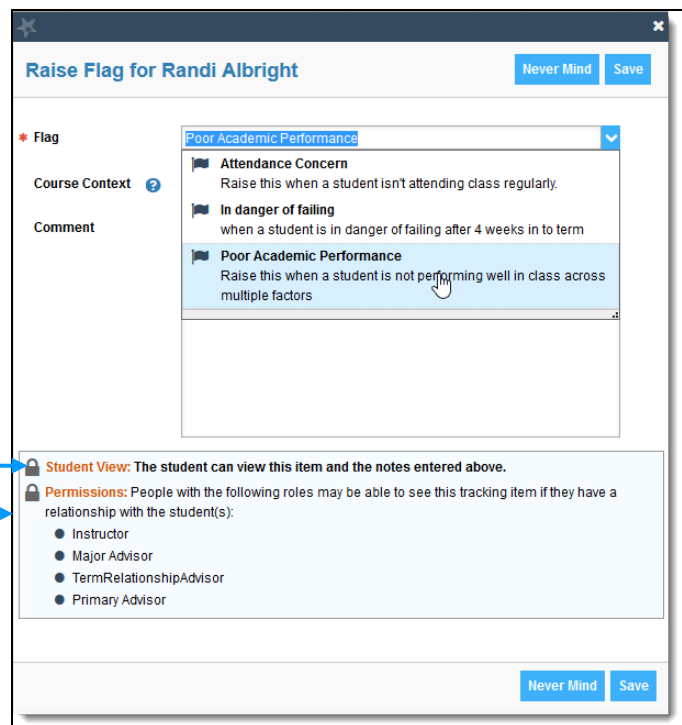 Raise Flag for Randi Albright
Never Mind
Save
* Flag
Poor Academic Performance
Attendance Concern
Raise this when a student isn't attending class regularly.
Course Context ?
In danger of failing
when a student is in danger of failing after 4 weeks in to term
Comment
Poor Academic Performance
Raise this when a student is not performing well in class across
multiple factors
Student View: The student can view this item and the notes entered above.
Permissions: People with the following roles may be able to see this tracking item if they have a
relationship with the student(s):
Instructor
Major Advisor
TermRelationshipAdvisor
Primary Advisor
Never Mind
Save